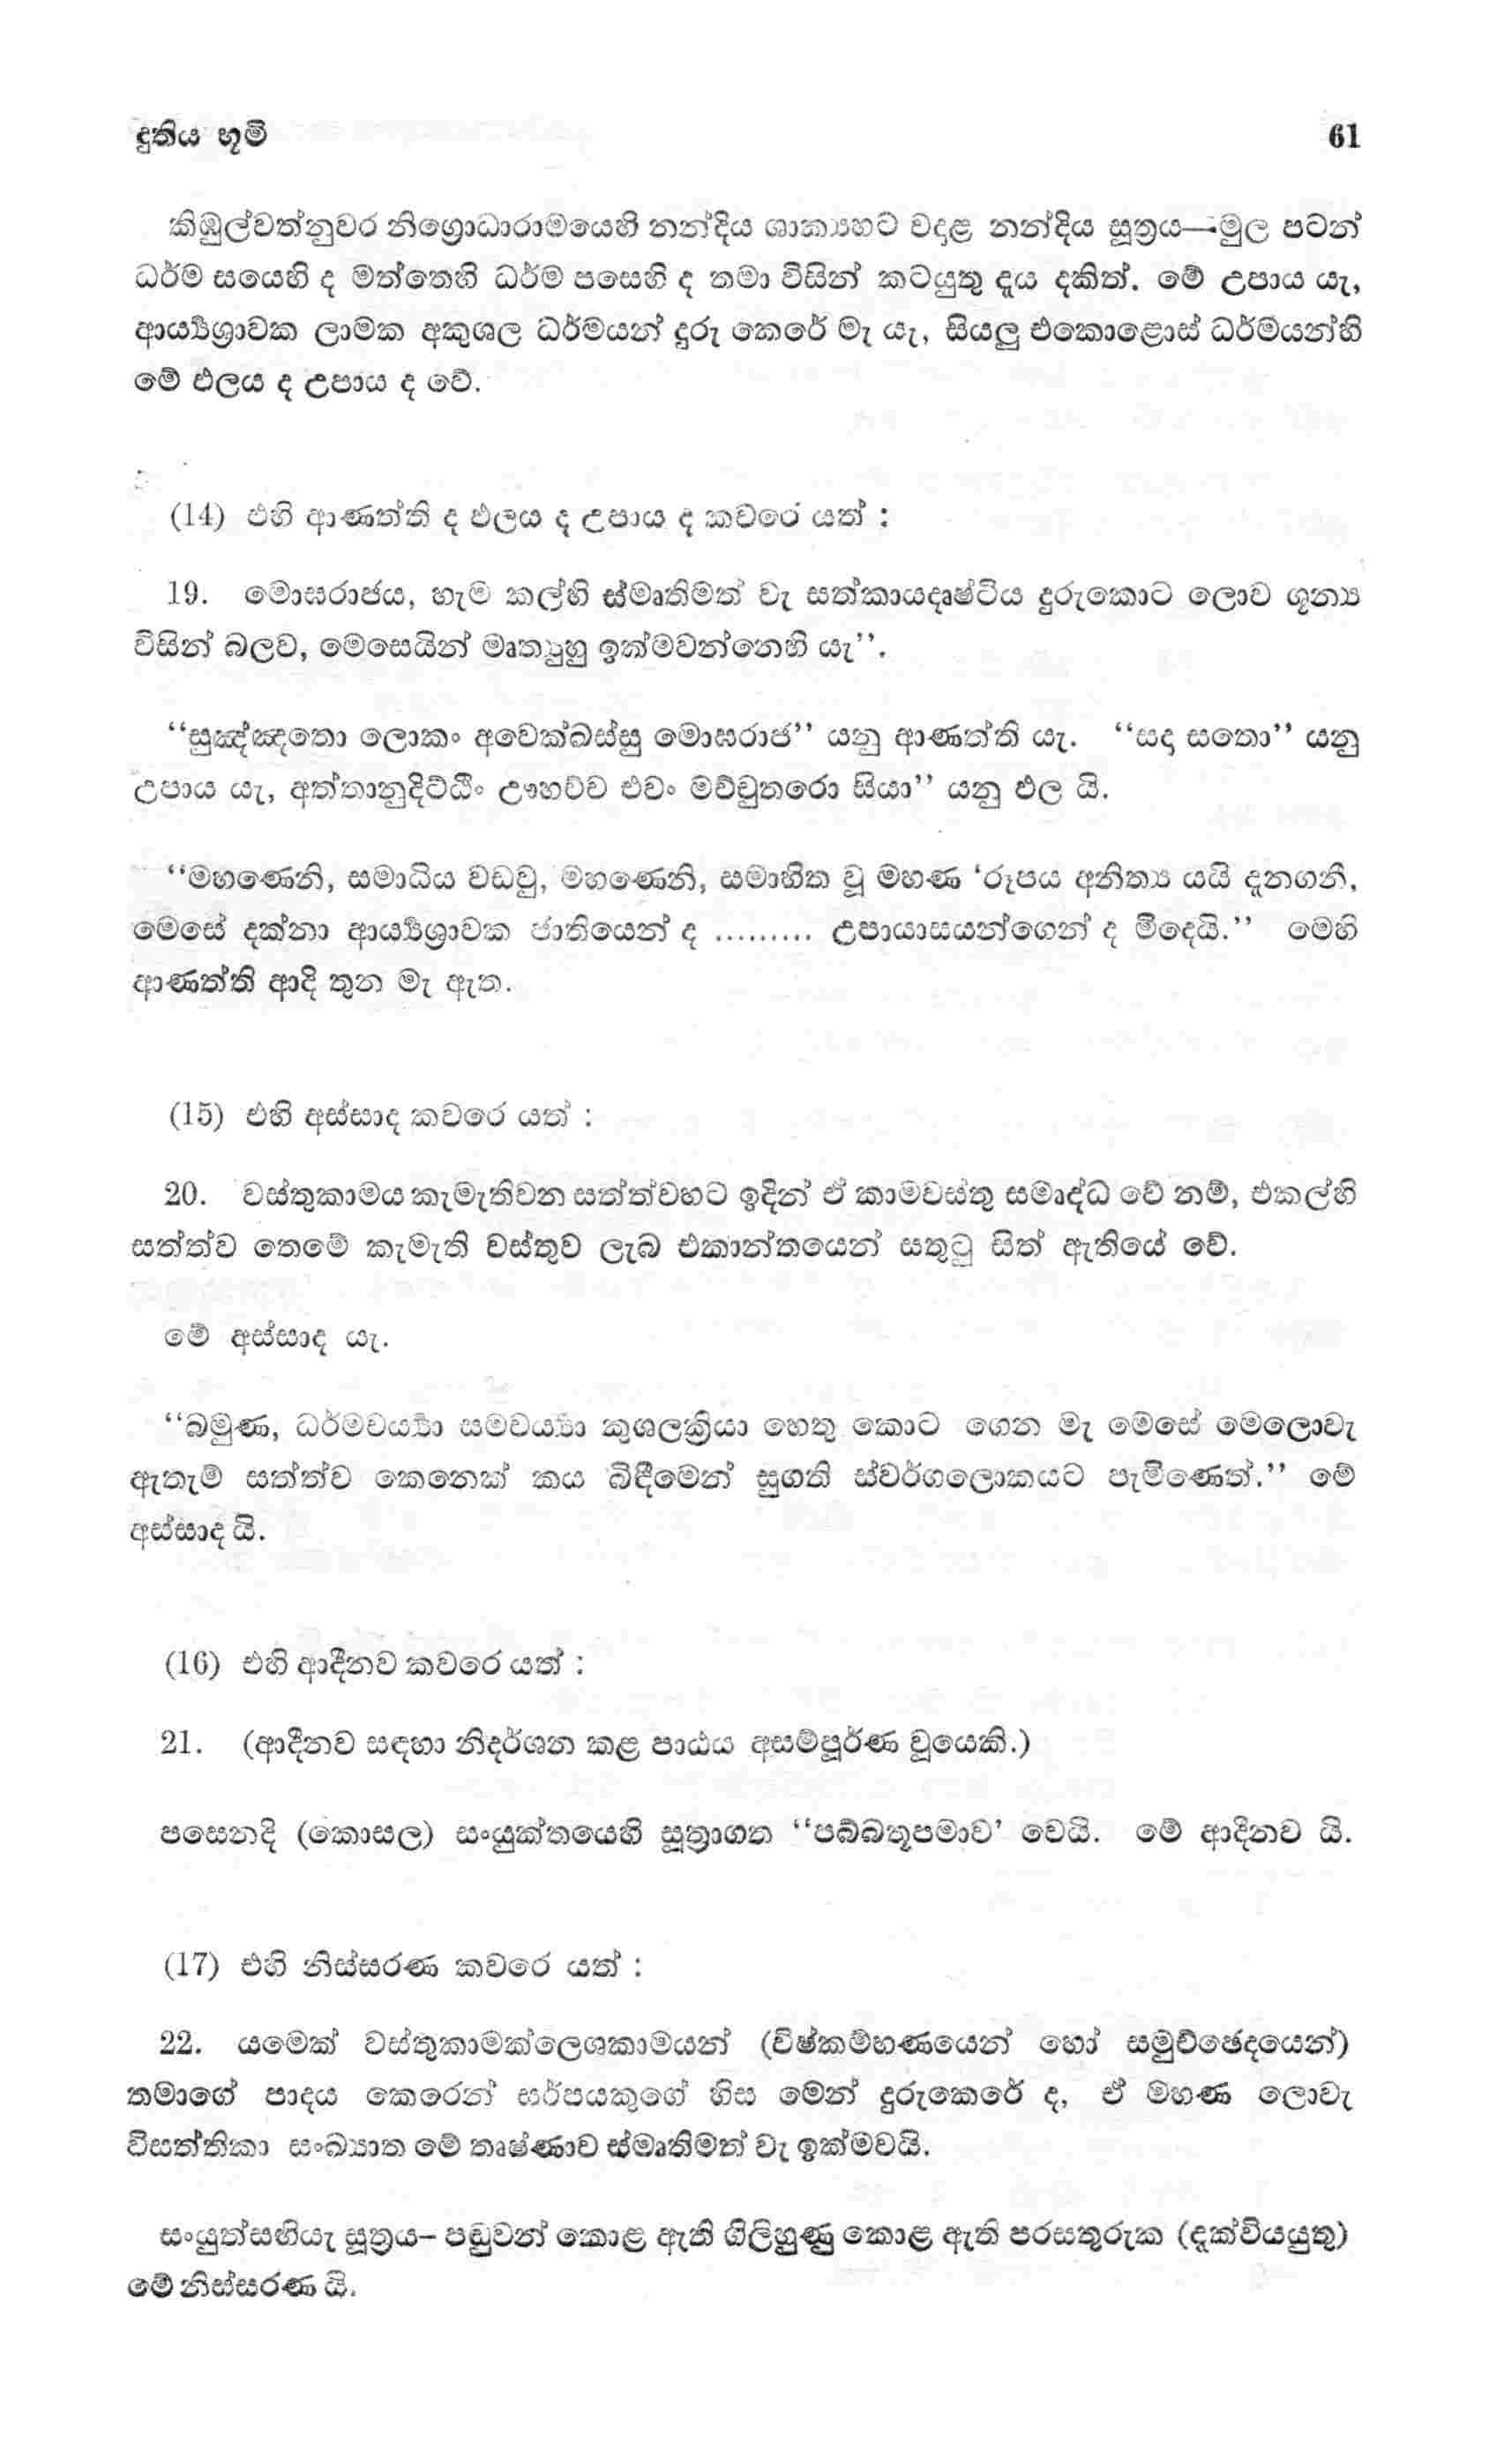 දුතිය භූමි 61
කිඹුල්වත්නුවර නිග්‍රොධාරාමයෙහි නන්දිය ශාක්‍යහට වදාළ නන්දිය සූත්‍රය—මුල පටන්
ධර්ම සයෙහි ද මත්තෙහි ධර්ම පසෙහි ද තමා විසින් කටයුතු දැය දකිත්. මේ උපාය යැ,
ආර්‍ය්‍යශ්‍රාවක ලාමක අකුශල ධර්මයන් දුරු කෙරේ මැ යැ, සියලු එකොළොස් ධර්මයන්හි
මේ ඵලය ද උපාය ද වේ.
(14) එහි ආණත්ති ද ඵලය ද උපාය ද කවරෙ යත් :
19. මොඝරාජය, හැම කල්හි ස්මෘතිමත් වැ සත්කායදෘෂ්ටිය දුරුකොට ලොව ශූන්‍ය
විසින් බලව, මෙසෙයින් මෘත්‍යුහු ඉක්මවන්නෙහි යැ’’.
‘‘සුඤ්ඤතො ලොකං අවෙක්ඛස්සු මොඝරාජ’’ යනු ආණත්ති යැ. ‘‘සදා සතො’’ යනු
උපාය යැ, අත්තානුදිට්ඨිං ඌහච්ච එවං මච්චුතරො සියා’’ යනු ඵල යි.
‘‘මහණෙනි, සමාධිය වඩවු, මහණෙනි, සමාහිත වූ මහණ ‘රූපය අනිත්‍ය යයි දැනගනි,
මෙසේ දක්නා ආර්‍ය්‍යශ්‍රාවක ජාතියෙන් ද ......... උපායාසයන්ගෙන් ද මිදෙයි.’’ මෙහි
ආණත්ති ආදි තුන මැ ඇත.
(15) එහි අස්සාද කවරෙ යත් :
20. වස්තුකාමය කැමැතිවන සත්ත්වහට ඉදින් ඒ කාමවස්තු සමෘද්ධ වේ නම්, එකල්හි
සත්ත්ව තෙමේ කැමැති වස්තුව ලැබ එකාන්තයෙන් සතුටු සිත් ඇතියේ වේ.
මේ අස්සාද යැ.
‘‘බමුණ, ධර්මචර්‍ය්‍යා සමචර්‍ය්‍යා කුශලක්‍රියා හෙතු කොට ගෙන මැ මෙසේ මෙලොවැ
ඇතැම් සත්ත්ව කෙනෙක් කය බිඳීමෙන් සුගති ස්වර්ගලොකයට පැමිණෙත්.’’ මේ
අස්සාද යි.
(16) එහි ආදීනව කවරෙ යත් :
21. (ආදීනව සඳහා නිදර්ශන කළ පාඨය අසම්පූර්ණ වූයෙකි.)
පසෙනදි (කොසල) සංයුක්තයෙහි සූත්‍රාගත ‘‘පබ්බතූපමාව’ වෙයි. මේ ආදිනව යි.
(17) එහි නිස්සරණ කවරෙ යත් :
22. යමෙක් වස්තුකාමක්ලෙශකාමයන් (විෂ්කම්භණයෙන් හෝ සමුච්ඡෙදයෙන්)
තමාගේ පාදය කෙරෙන් සර්පයකුගේ හිස මෙන් දුරුකෙරේ ද, ඒ මහණ ලොවැ
විසත්තිකා සංඛ්‍යාත මේ තෘෂ්ණාව ස්මෘතිමත් වැ ඉක්මවයි.
සංයුත්සඟියැ සූත්‍රය– පඬුවන් කොළ ඇති ගිලිහුණු කොළ ඇති පරසතුරුක (දැක්වියයුතු)
මේ නිස්සරණ යි.